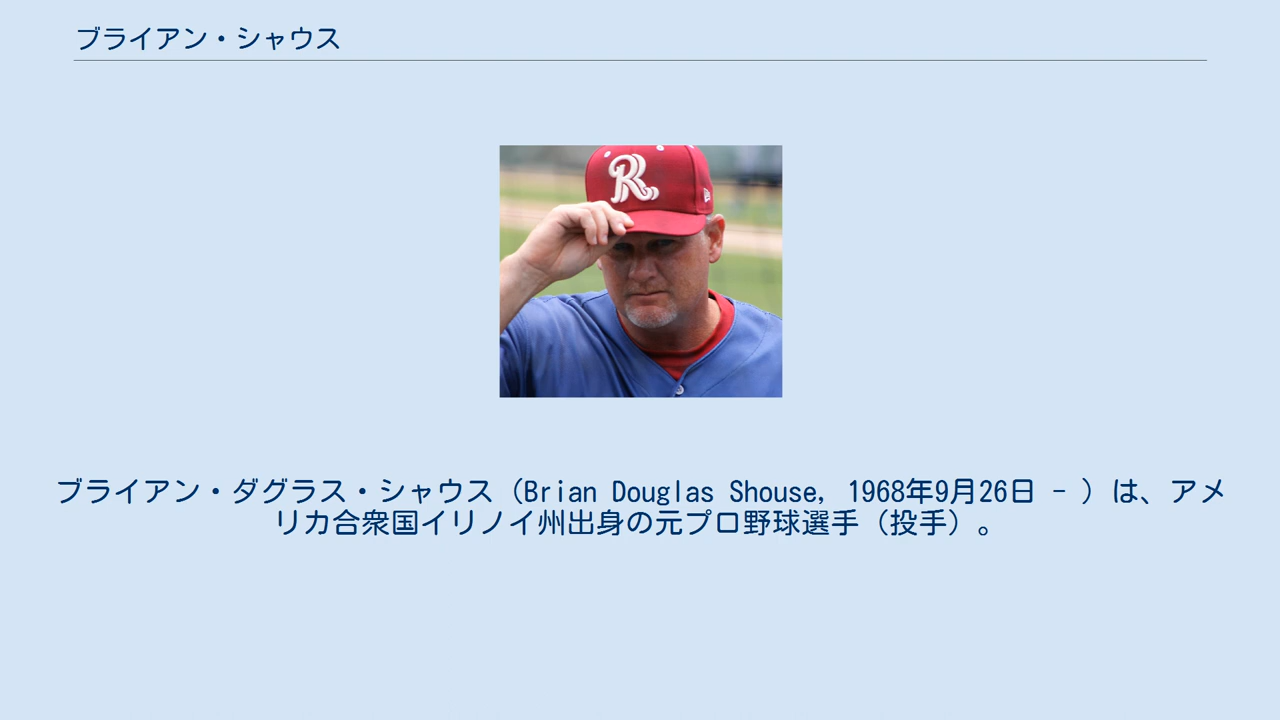 ブライアン・シャウス
R
ブライアン・ダグラス・シャウス（Brian Douglas Shouse, 1968年9月26日 - ）は、アメ
リカ合衆国イリノイ州出身の元プロ野球選手（投手）。